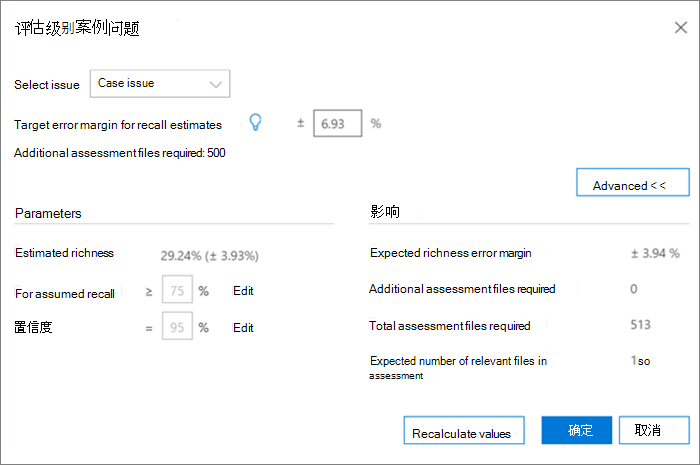 评估级别案例问题
Select issue Case issue
Target error margin for recall estimates ± 6.93 %
Additional assessment files required: 500
Advanced <<
Parameters
Estimated richness 29.24% (± 3.93%)
For assumed recall ≥ 75 % Edit
置信度 = 95 % Edit
影响
Expected richness error margin ± 3.94 %
Additional assessment files required 0
Total assessment files required 513
Expected number of relevant files in 1so
assessment
Recalculate values 确定 取消